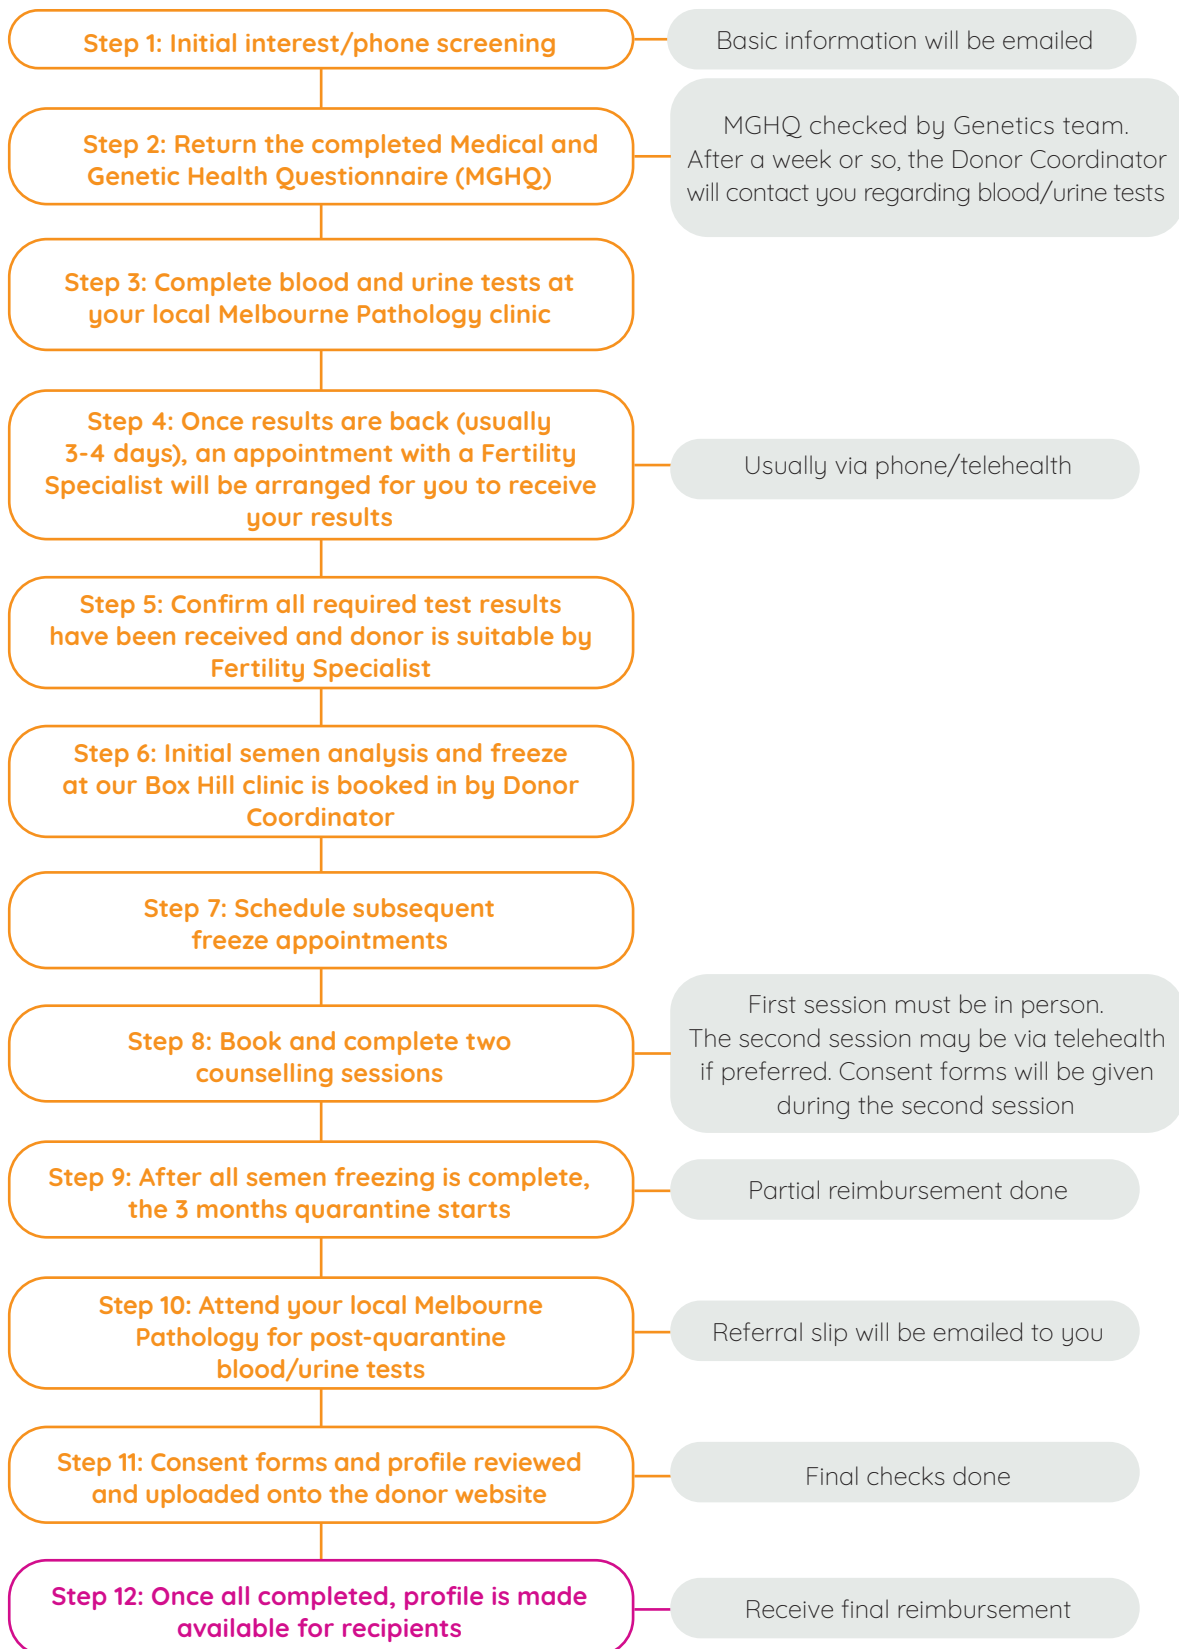 Step 1: Initial interest/phone screening
Basic information will be emailed
Step 2: Return the completed Medical and
Genetic Health Questionnaire (MGHQ)
MGHQ checked by Genetics team.
After a week or so, the Donor Coordinator
will contact you regarding blood/urine tests
Step 3: Complete blood and urine tests at
your local Melbourne Pathology clinic
Step 4: Once results are back (usually
3-4 days), an appointment with a Fertility
Specialist will be arranged for you to receive
your results
Usually via phone/telehealth
Step 5: Confirm all required test results
have been received and donor is suitable by
Fertility Specialist
Step 6: Initial semen analysis and freeze
at our Box Hill clinic is booked in by Donor
Coordinator
Step 7: Schedule subsequent
freeze appointments
Step 8: Book and complete two
counselling sessions
First session must be in person.
The second session may be via telehealth
if preferred. Consent forms will be given
during the second session
Step 9: After all semen freezing is complete,
the 3 months quarantine starts
Partial reimbursement done
Step 10: Attend your local Melbourne
Pathology for post-quarantine
blood/urine tests
Referral slip will be emailed to you
Step 11: Consent forms and profile reviewed
and uploaded onto the donor website
Final checks done
Step 12: Once all completed, profile is made
available for recipients
Receive final reimbursement